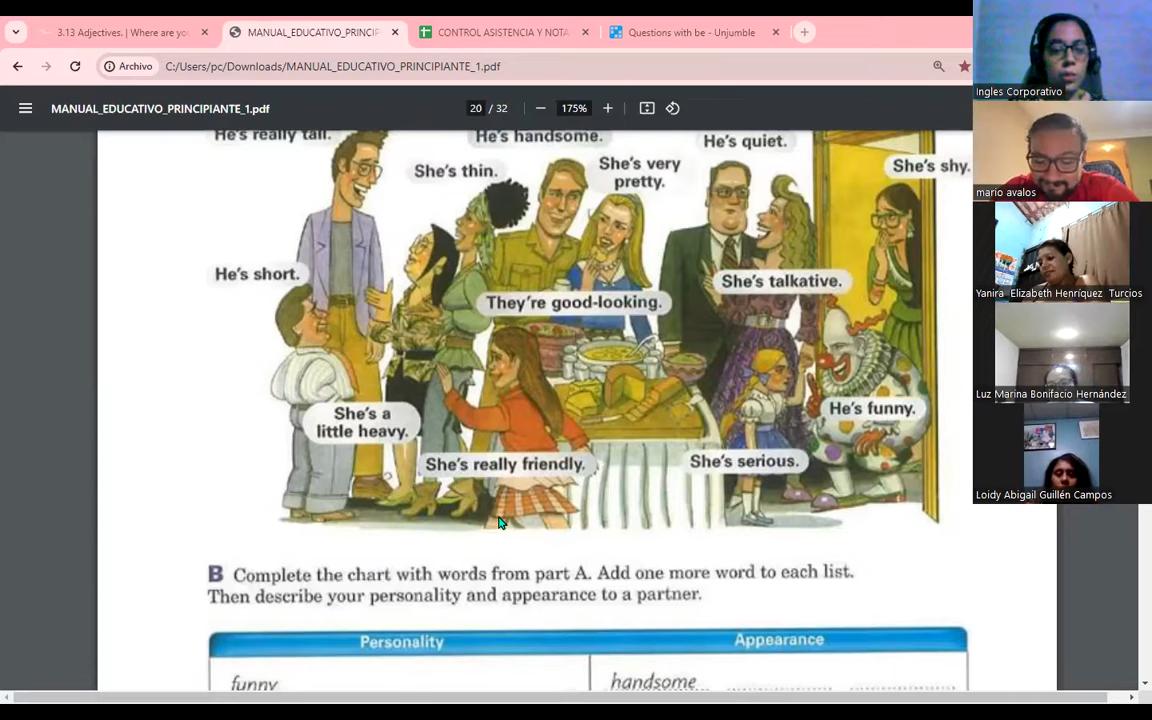 3.13 Adjectives. | Where are you
MANUAL_EDUCATIVO_PRINCIP
CONTROL ASISTENCIA Y NOTA
Questions with be - Unjumble
Archivo
C:/Users/pc/Downloads/MANUAL_EDUCATIVO_PRINCIPIANTE_1.pdf
MANUAL_EDUCATIVO_PRINCIPIANTE_1.pdf
20 / 32
175%
He's really tall.
He's handsome.
He's quiet.
She's thin.
She's very
pretty.
She's shy.
He's short.
They're good-looking.
She's talkative.
She's a
little heavy.
He's funny.
She's really friendly.
She's serious.
B Complete the chart with words from part A. Add one more word to each list.
Then describe your personality and appearance to a partner.
Personality
Appearance
funny
handsome
Ingles Corporativo
mario avalos
Yanira Elizabeth Henríquez Turcios
Luz Marina Bonifacio Hernández
Loidy Abigail Guillén Campos